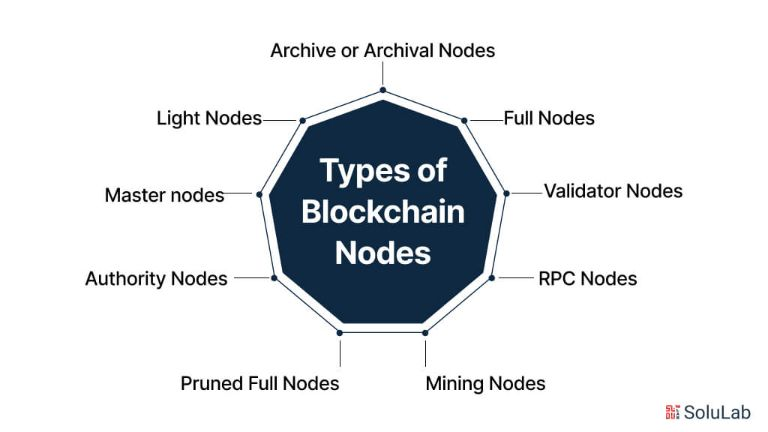 Archive or Archival Nodes
Light Nodes
Full Nodes
Types of
Blockchain
Nodes
Master nodes
Validator Nodes
Authority Nodes
RPC Nodes
Pruned Full Nodes
Mining Nodes
SoluLab